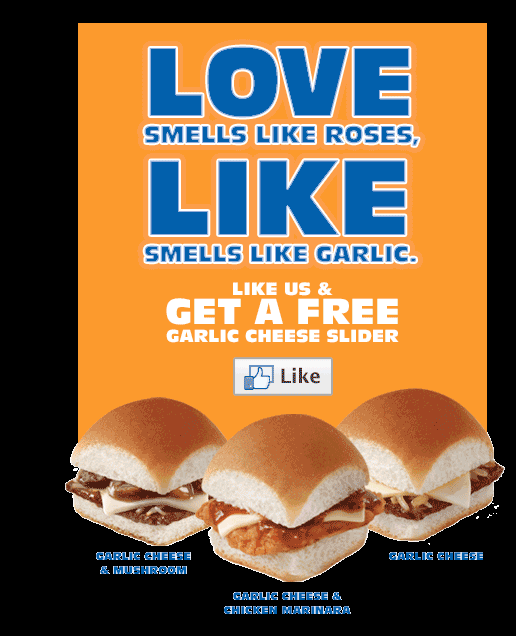 LOVE
SMELLS LIKE ROSES,
LIKE
SMELLS LIKE GARLIC.
LIKE US &
GET A FREE
GARLIC CHEESE SLIDER
Like
GARLIC CHEESE
& MUSHROOM
GARLIC CHEESE
GARLIC CHEESE &
CHICKEN MARINARA